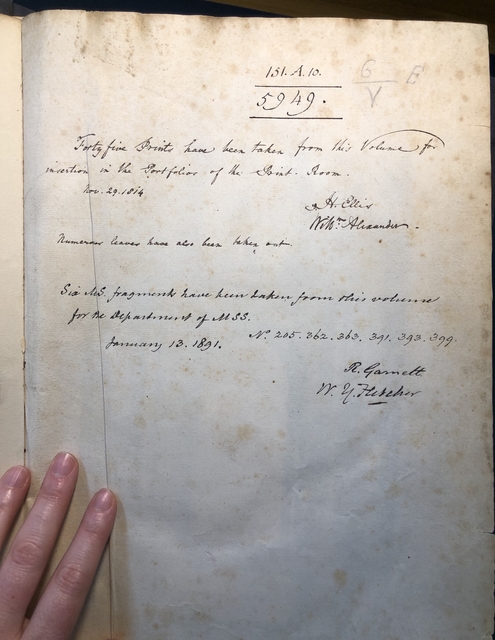 151. A. 10.
G E
5949.
V
Forty five Prints have been taken from this Volume for
insertion in the Portfolios of the Print. Room.
Nov. 29. 1814
H. Ellis
Wm. Alexander.
Numerous leaves have also been taken out.
Six MS. fragments have been taken from this volume
for the Department of MSS.
No. 205. 362. 363. 391. 393. 399.
January 13. 1891.
R. Garnett
W. Y. Fletcher